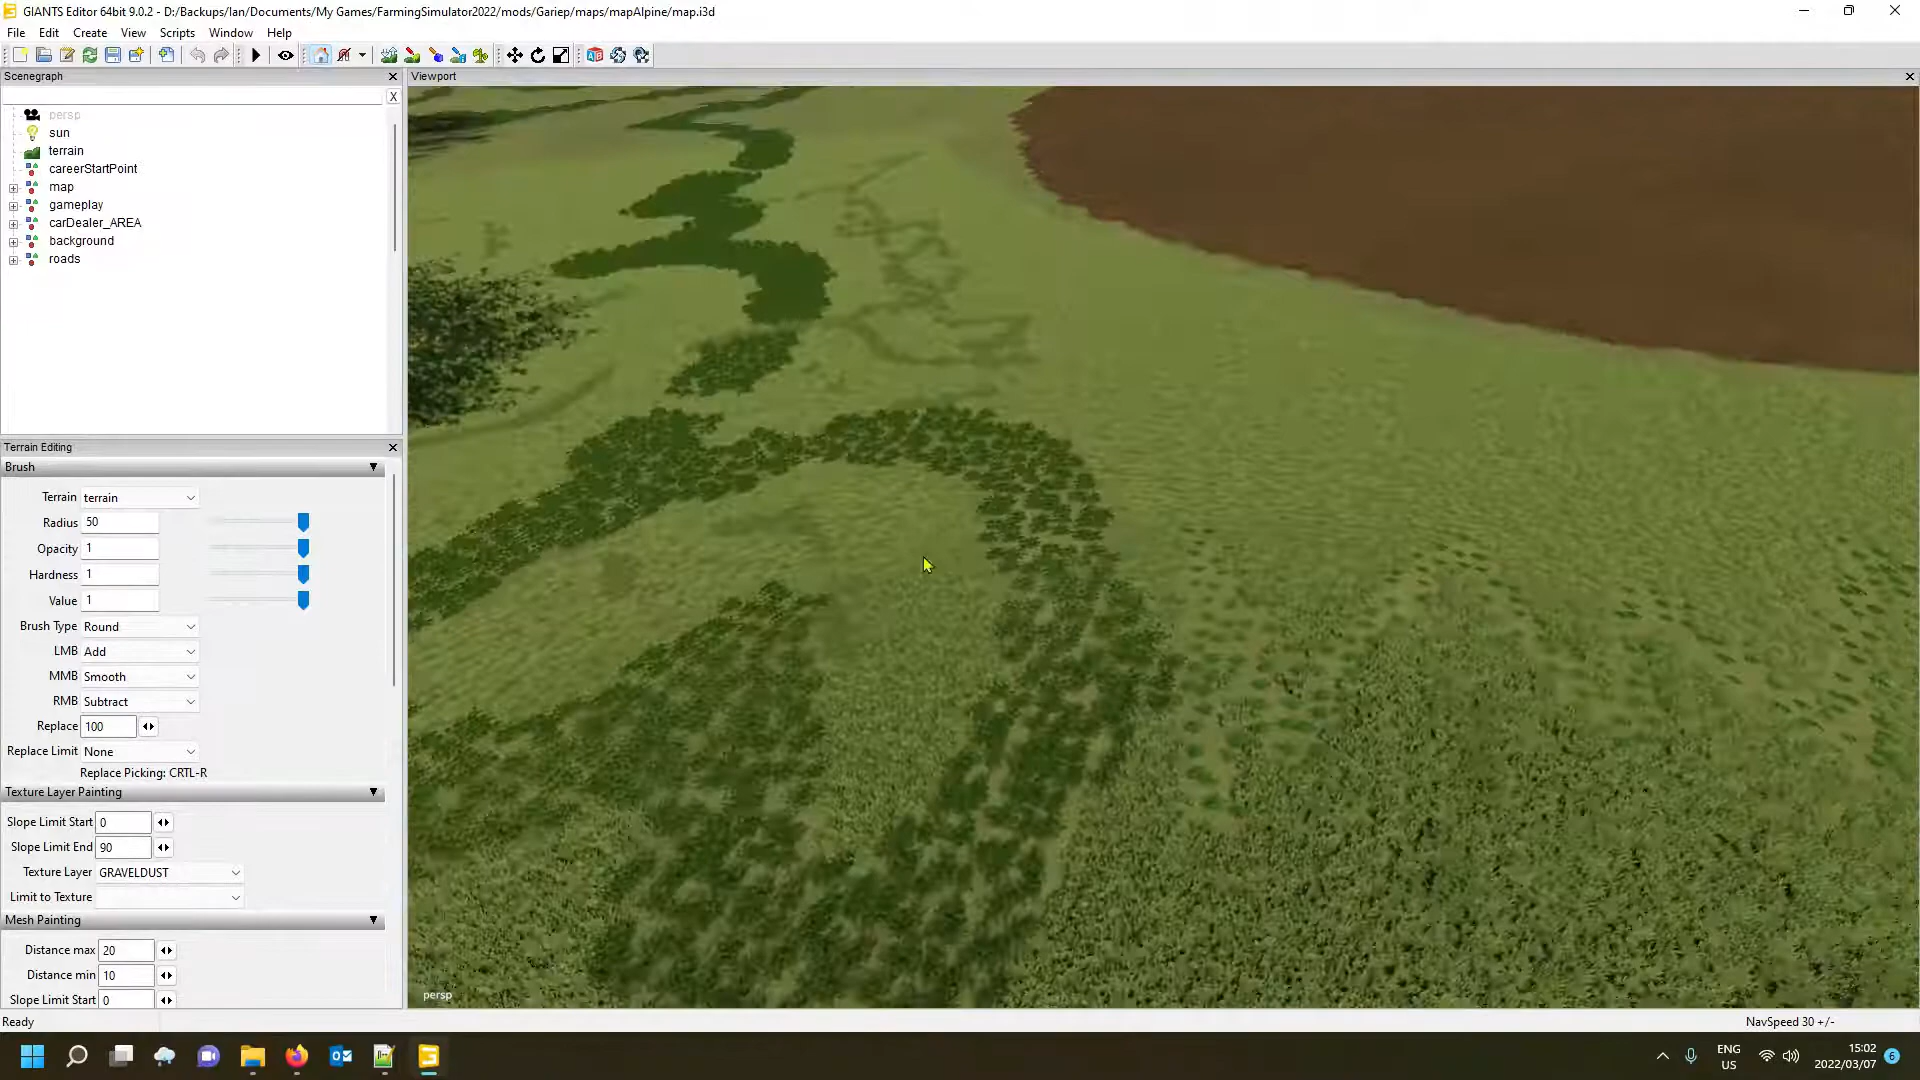 GIANTS Editor 64bit 9.0.2 - D:/Backups/Ian/Documents/My Games/FarmingSimulator2022/mods/Gariep/maps/mapAlpine/map.i3d
File Edit Create View Scripts Window Help
Scenegraph
X
persp
sun
terrain
careerStartPoint
map
gameplay
carDealer_AREA
background
roads
Terrain Editing
Brush
Terrain terrain
Radius 50
Opacity 1
Hardness 1
Value 1
Brush Type Round
LMB Add
MMB Smooth
RMB Subtract
Replace 100
Replace Limit None
Replace Picking: CRTL-R
Texture Layer Painting
Slope Limit Start 0
Slope Limit End 90
Texture Layer GRAVELDUST
Limit to Texture
Mesh Painting
Distance max 20
Distance min 10
Slope Limit Start 0
Viewport
persp
Ready
NavSpeed 30 +/-
ENG
US
15:02
2022/03/07
6